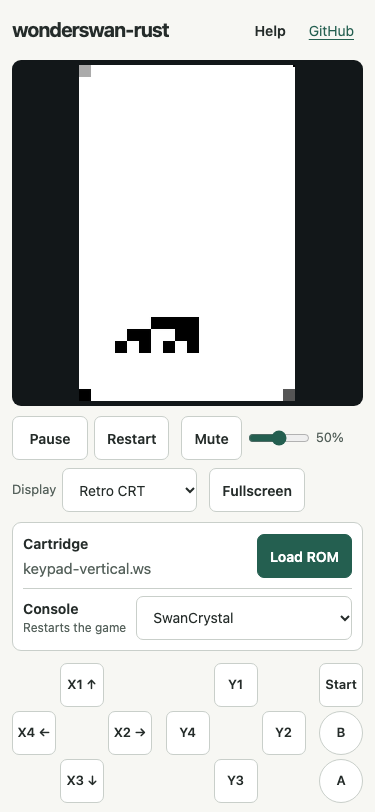 wonderswan-rust Help GitHub
Pause Restart Mute 50%
Display Retro CRT Fullscreen
Cartridge
keypad-vertical.ws
Load ROM
Console
Restarts the game
SwanCrystal
X1 ↑ Y1 Start
X4 ← X2 → Y4 Y2 B
X3 ↓ Y3 A